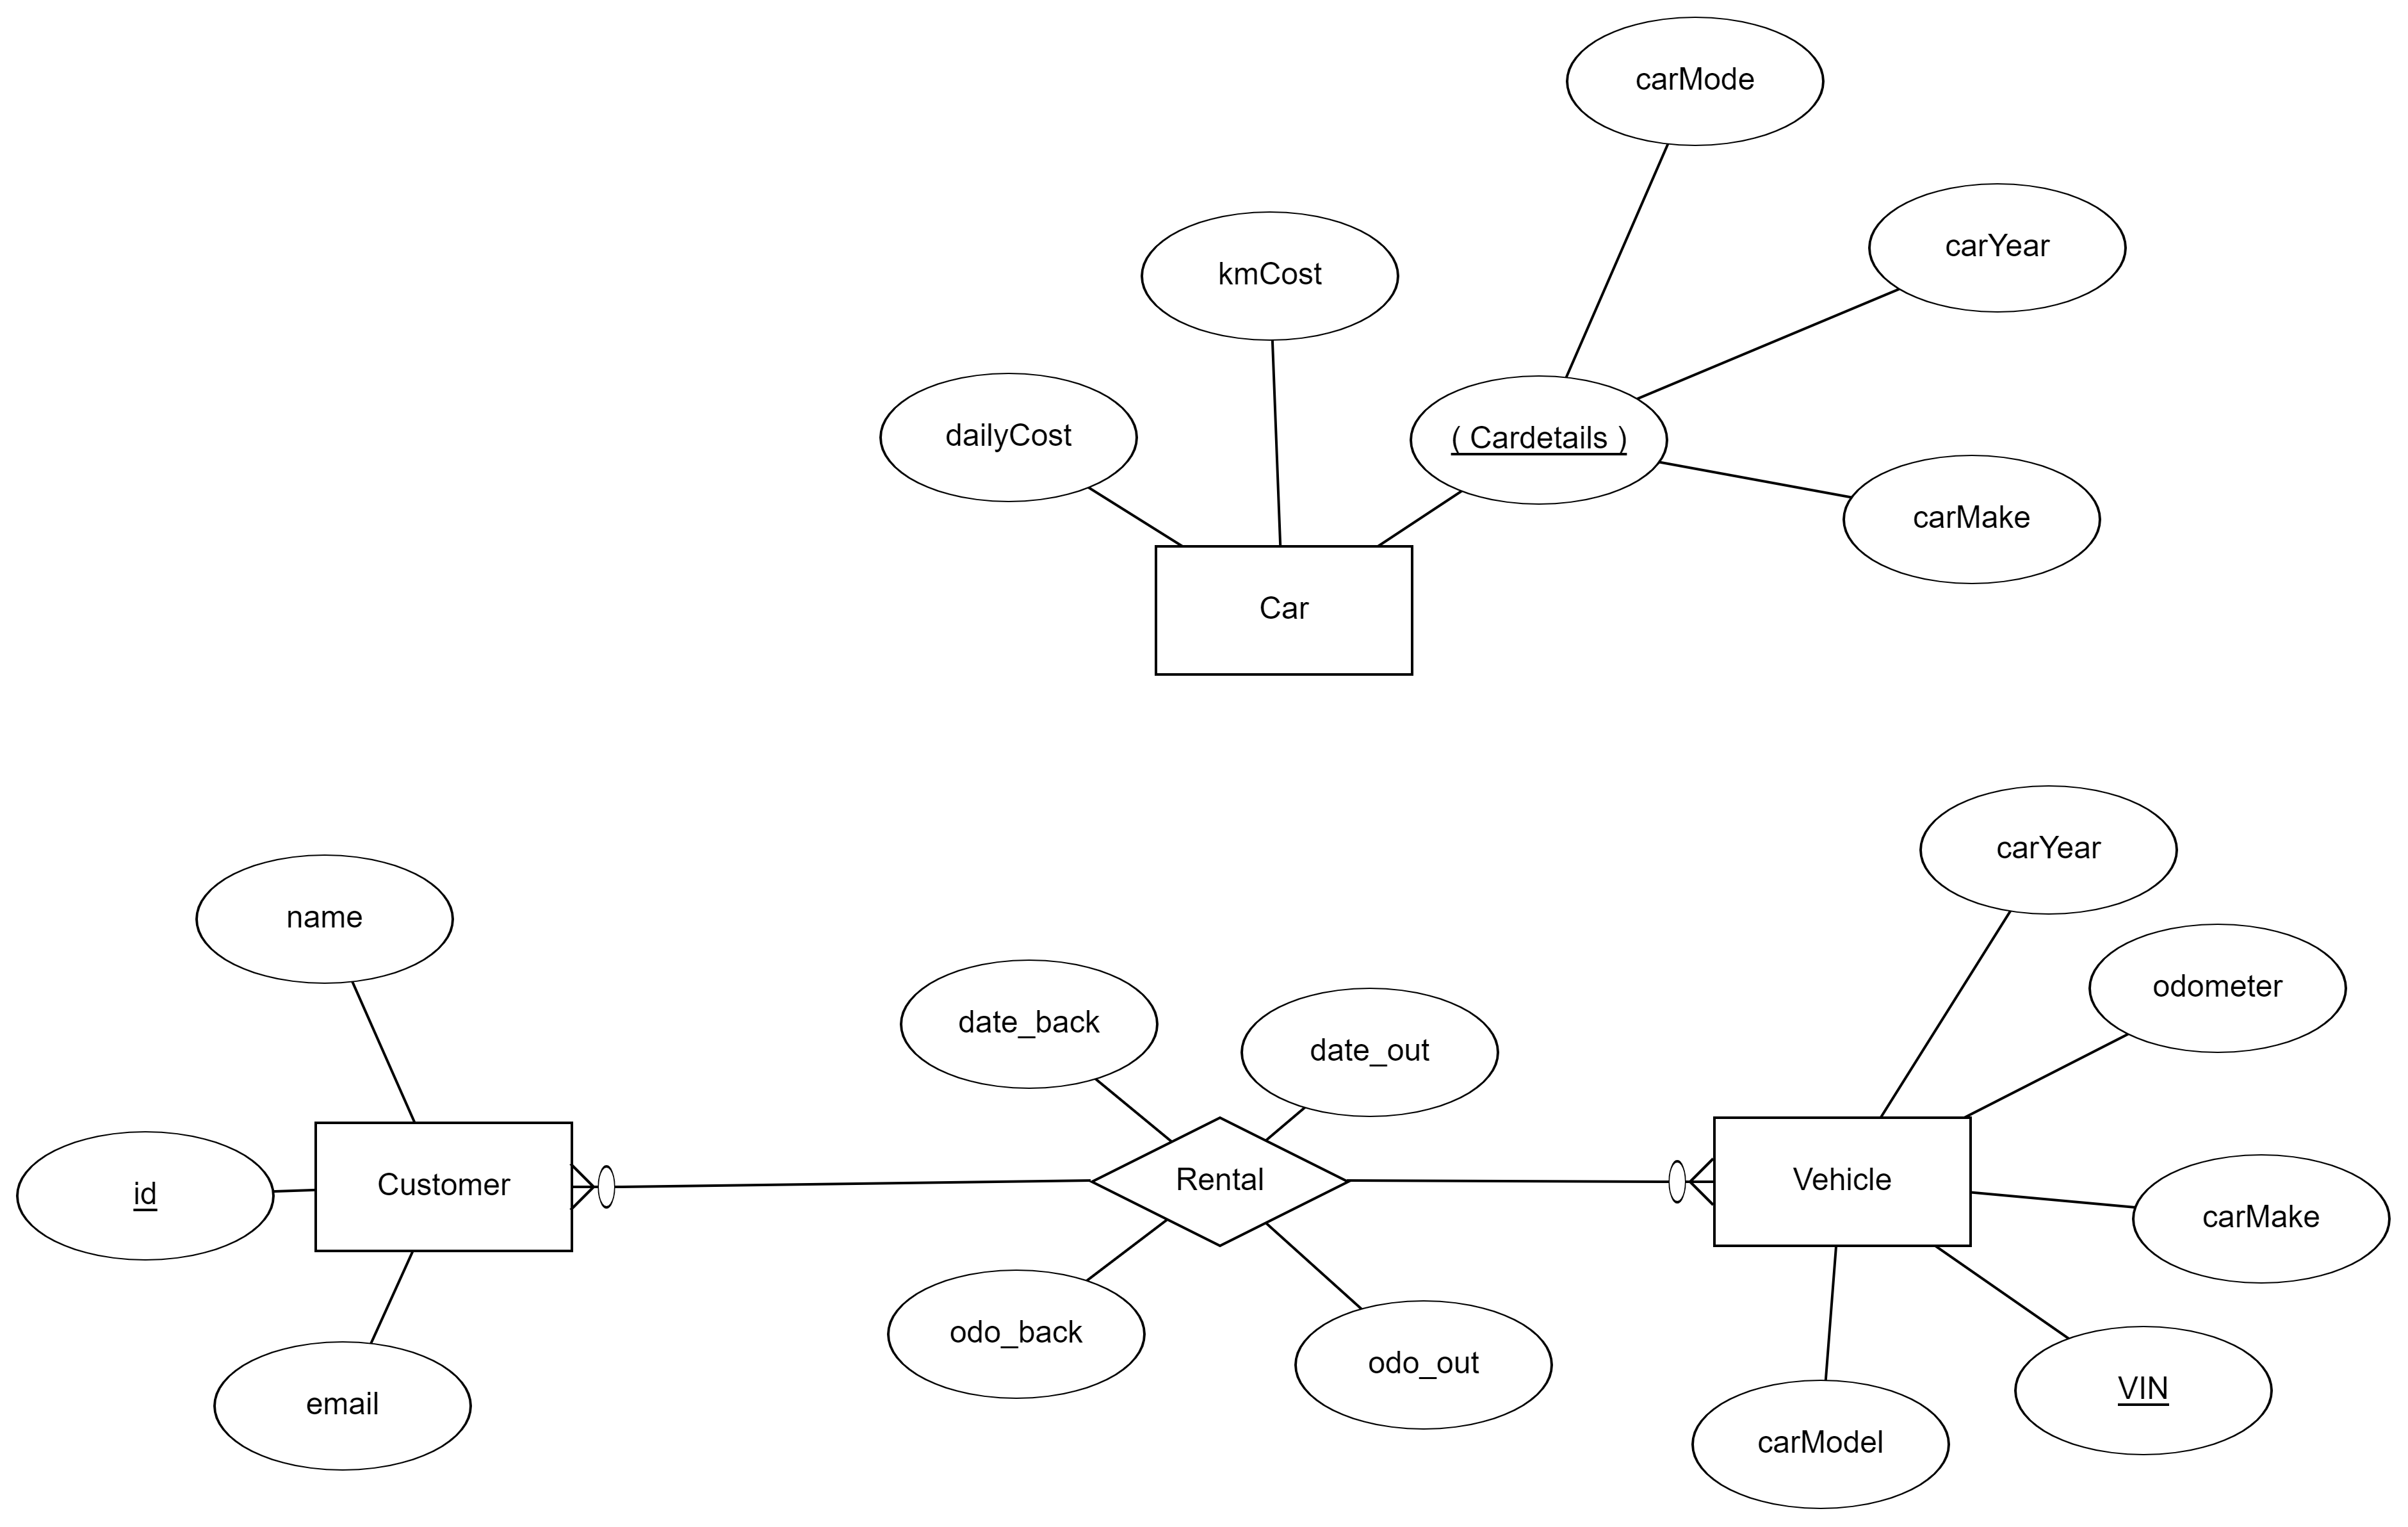 carMode
carYear
kmCost
dailyCost
( Cardetails )
carMake
Car
carYear
name
odometer
date_back
date_out
id
Customer
Rental
Vehicle
carMake
email
odo_back
odo_out
VIN
carModel